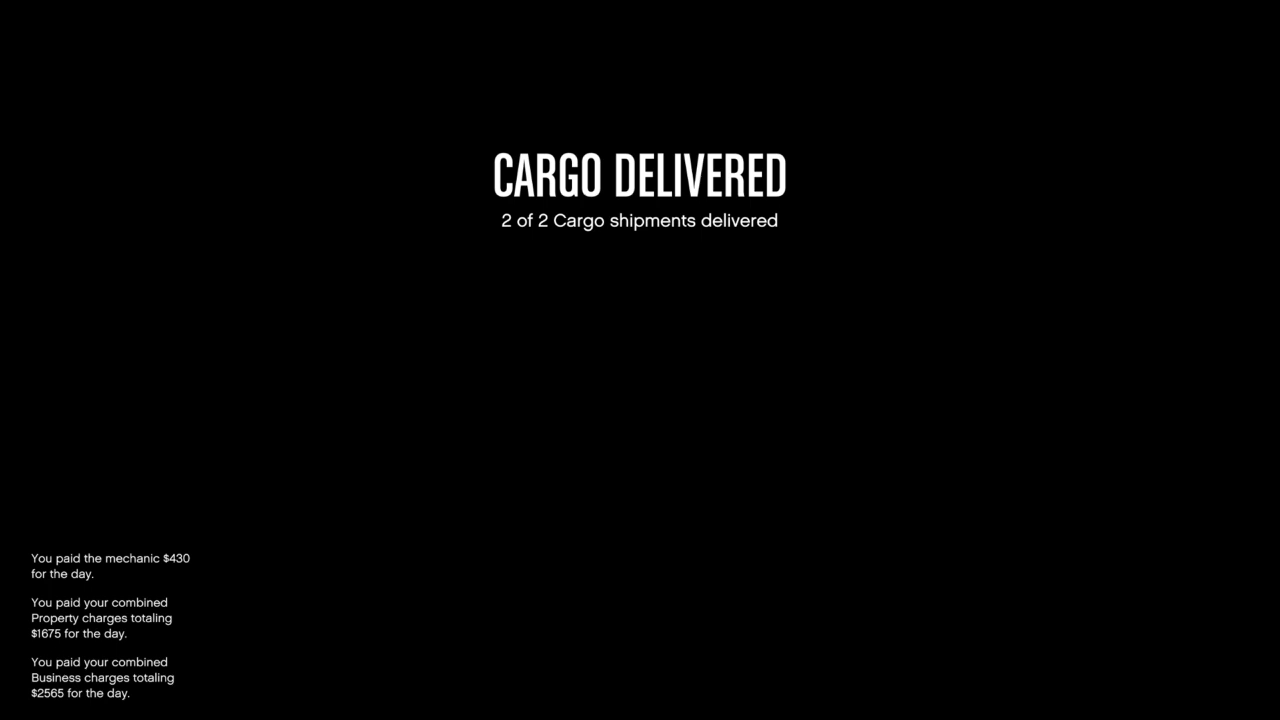 CARGO DELIVERED
2 of 2 Cargo shipments delivered
You paid the mechanic $430
for the day.
You paid your combined
Property charges totaling
$1675 for the day.
You paid your combined
Business charges totaling
$2565 for the day.